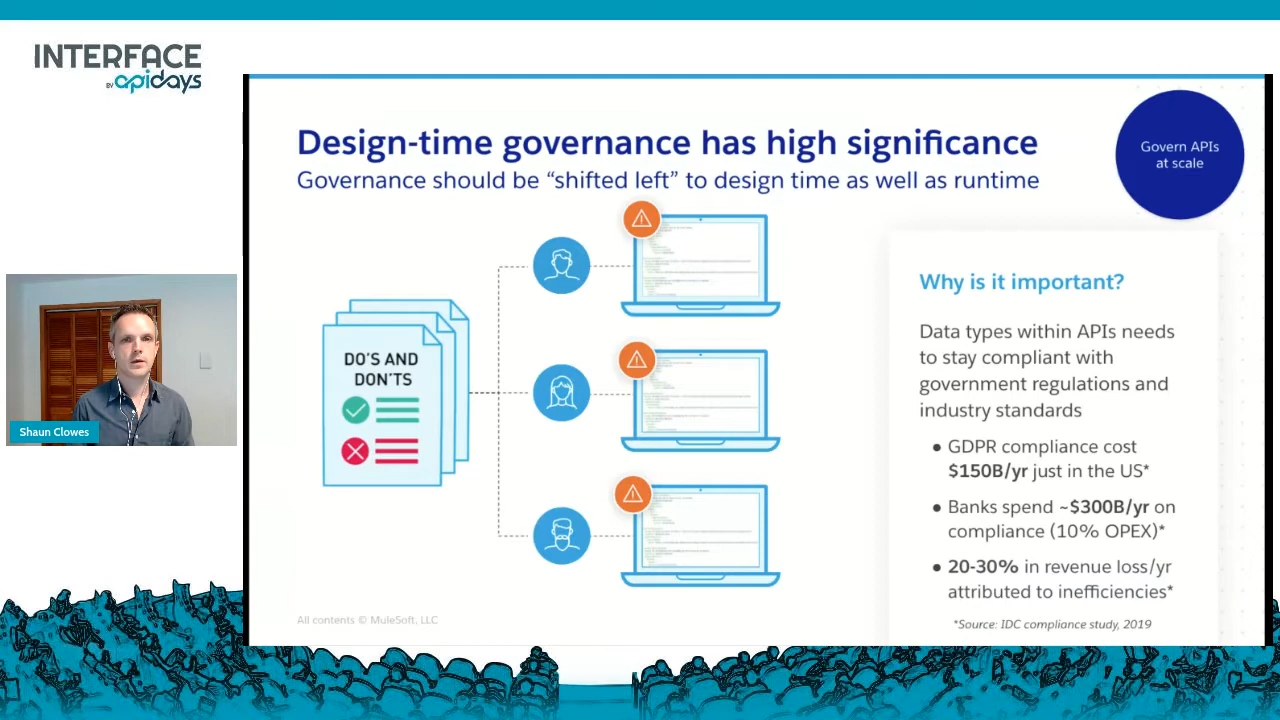 INTERFACE
BY apidays
Design-time governance has high significance
Governance should be “shifted left” to design time as well as runtime
Govern APIs
at scale
DO'S AND
DON'TS
Why is it important?
Data types within APIs needs
to stay compliant with
government regulations and
industry standards
● GDPR compliance cost
$150B/yr just in the US*
● Banks spend ~$300B/yr on
compliance (10% OPEX)*
● 20-30% in revenue loss/yr
attributed to inefficiencies*
*Source: IDC compliance study, 2019
Shaun Clowes
All contents © MuleSoft, LLC